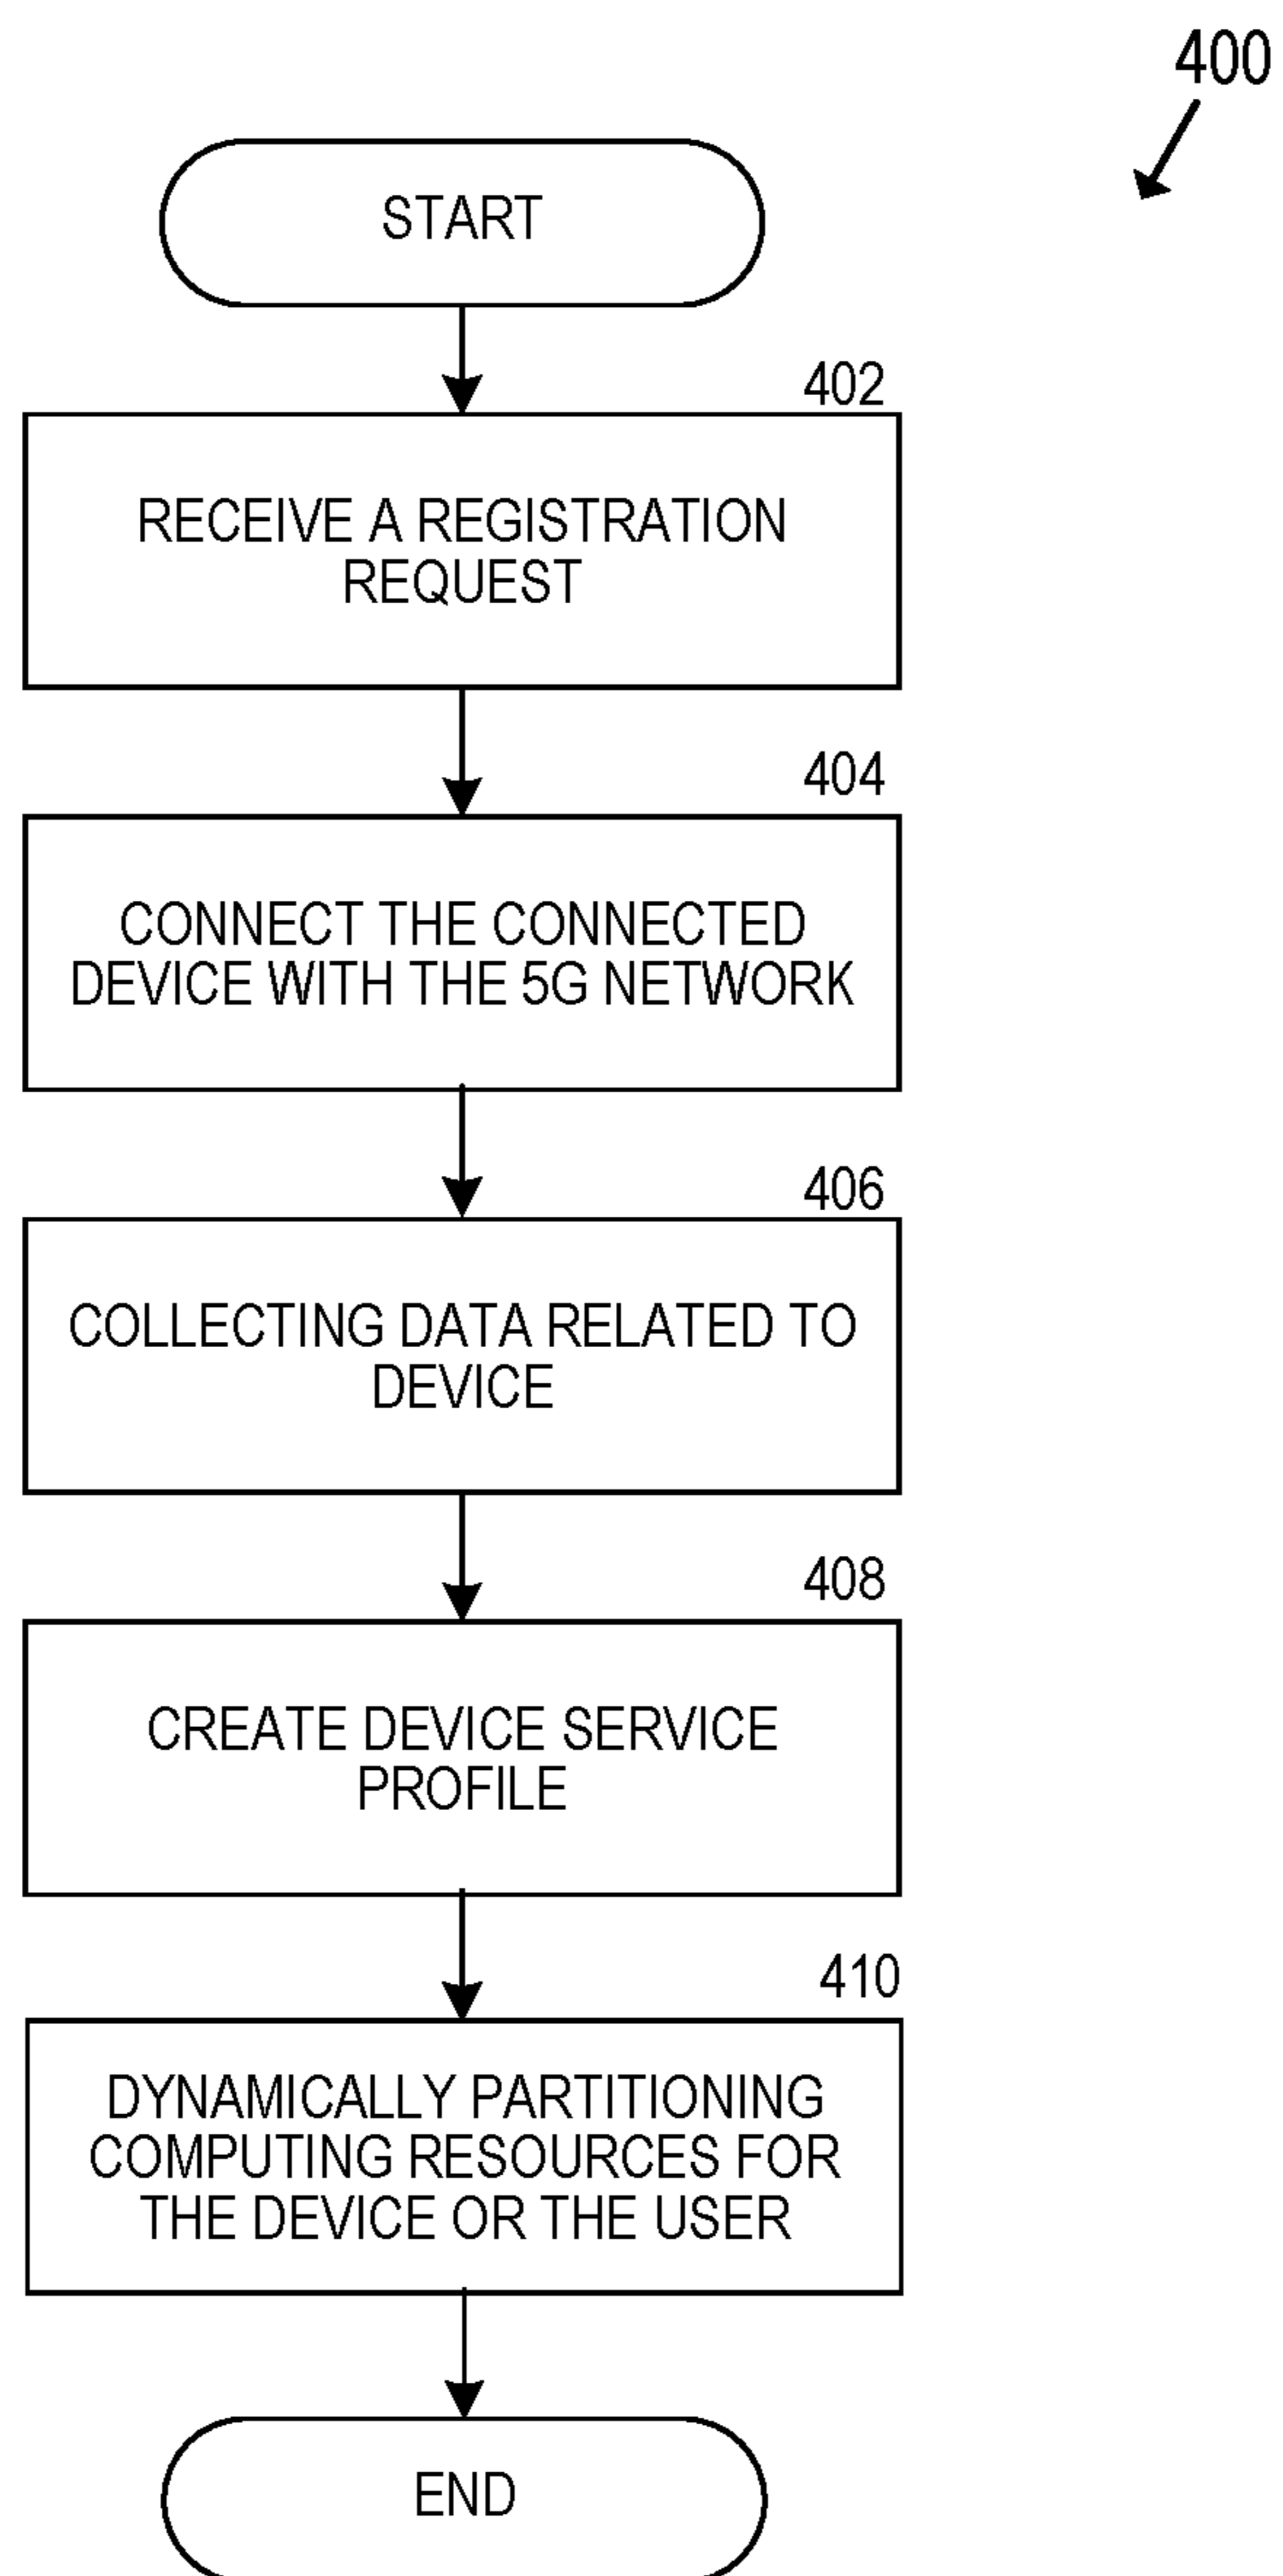 400
START
402
RECEIVE A REGISTRATION
REQUEST
404
CONNECT THE CONNECTED
DEVICE WITH THE 5G NETWORK
406
COLLECTING DATA RELATED TO
DEVICE
408
CREATE DEVICE SERVICE
PROFILE
410
DYNAMICALLY PARTITIONING
COMPUTING RESOURCES FOR
THE DEVICE OR THE USER
END